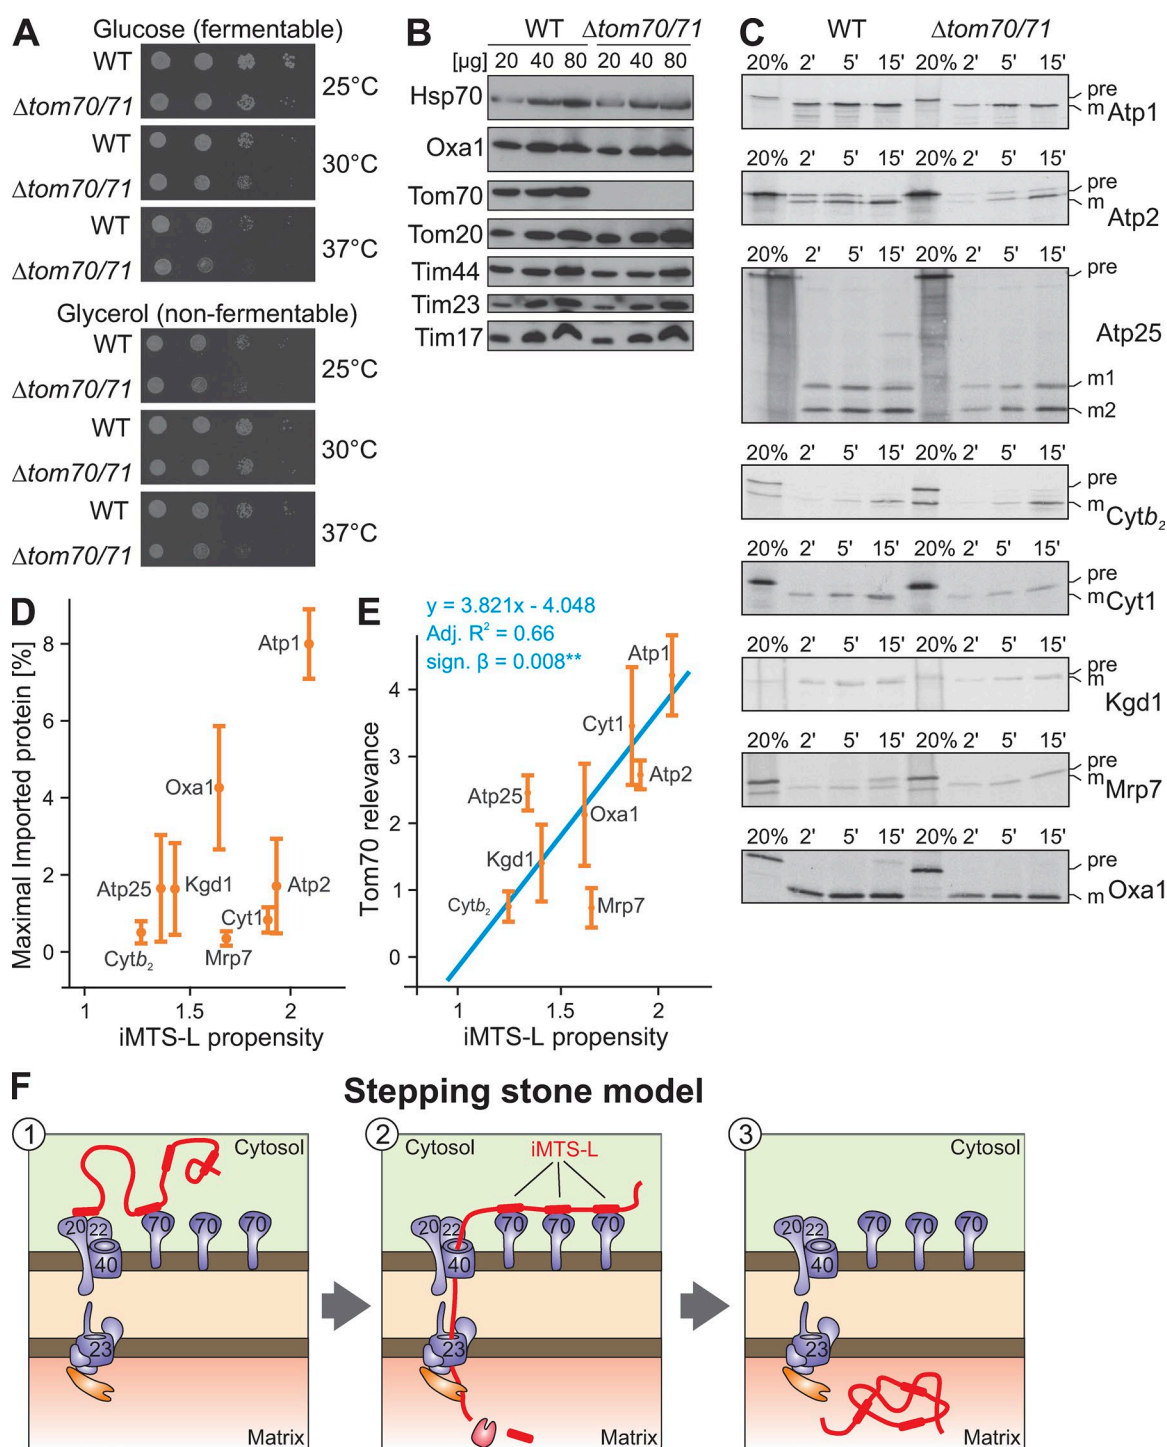 A
Glucose (fermentable)
WT
Δtom70/71
25°C
WT
Δtom70/71
30°C
WT
Δtom70/71
37°C
Glycerol (non-fermentable)
WT
Δtom70/71
25°C
WT
Δtom70/71
30°C
WT
Δtom70/71
37°C
B
WT Δtom70/71
[µg] 20 40 80 20 40 80
Hsp70
Oxa1
Tom70
Tom20
Tim44
Tim23
Tim17
C
WT Δtom70/71
20% 2' 5' 15' 20% 2' 5' 15'
pre
m Atp1
20% 2' 5' 15' 20% 2' 5' 15'
pre
m
Atp2
20% 2' 5' 15' 20% 2' 5' 15'
pre
Atp25
m1
m2
20% 2' 5' 15' 20% 2' 5' 15'
pre
m Cytb₂
20% 2' 5' 15' 20% 2' 5' 15'
pre
m Cyt1
20% 2' 5' 15' 20% 2' 5' 15'
pre
m
Kgd1
20% 2' 5' 15' 20% 2' 5' 15'
pre
m Mrp7
20% 2' 5' 15' 20% 2' 5' 15'
pre
m Oxa1
D
Maximal Imported protein [%]
8
6
4
2
0
Atp1
Oxa1
Atp25
Kgd1
Atp2
Cyt1
Cytb₂
Mrp7
1 1.5 2
iMTS-L propensity
E
y = 3.821x - 4.048
Adj. R² = 0.66
sign. β = 0.008**
Tom70 relevance
4
3
2
1
0
Atp1
Cyt1
Atp2
Atp25
Oxa1
Kgd1
Cytb₂
Mrp7
1 1.5 2
iMTS-L propensity
F
Stepping stone model
1
Cytosol
20 22 70 70 70
40
23
Matrix
2
Cytosol
iMTS-L
20 22 70 70 70
40
23
Matrix
3
Cytosol
20 22 70 70 70
40
23
Matrix